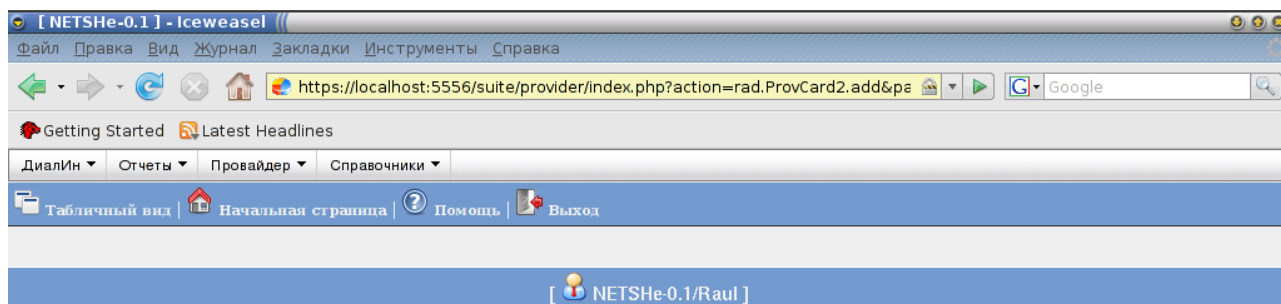 [ NETSHe-0.1 ] - Iceweasel
Файл Правка Вид Журнал Закладки Инструменты Справка
https://localhost:5556/suite/provider/index.php?action=rad.ProvCard2.add&pa G Google
Getting Started Latest Headlines
ДиалИн Отчеты Провайдер Справочники
Табличный вид | Начальная страница | Помощь | Выход
[ NETSHe-0.1/Raul ]